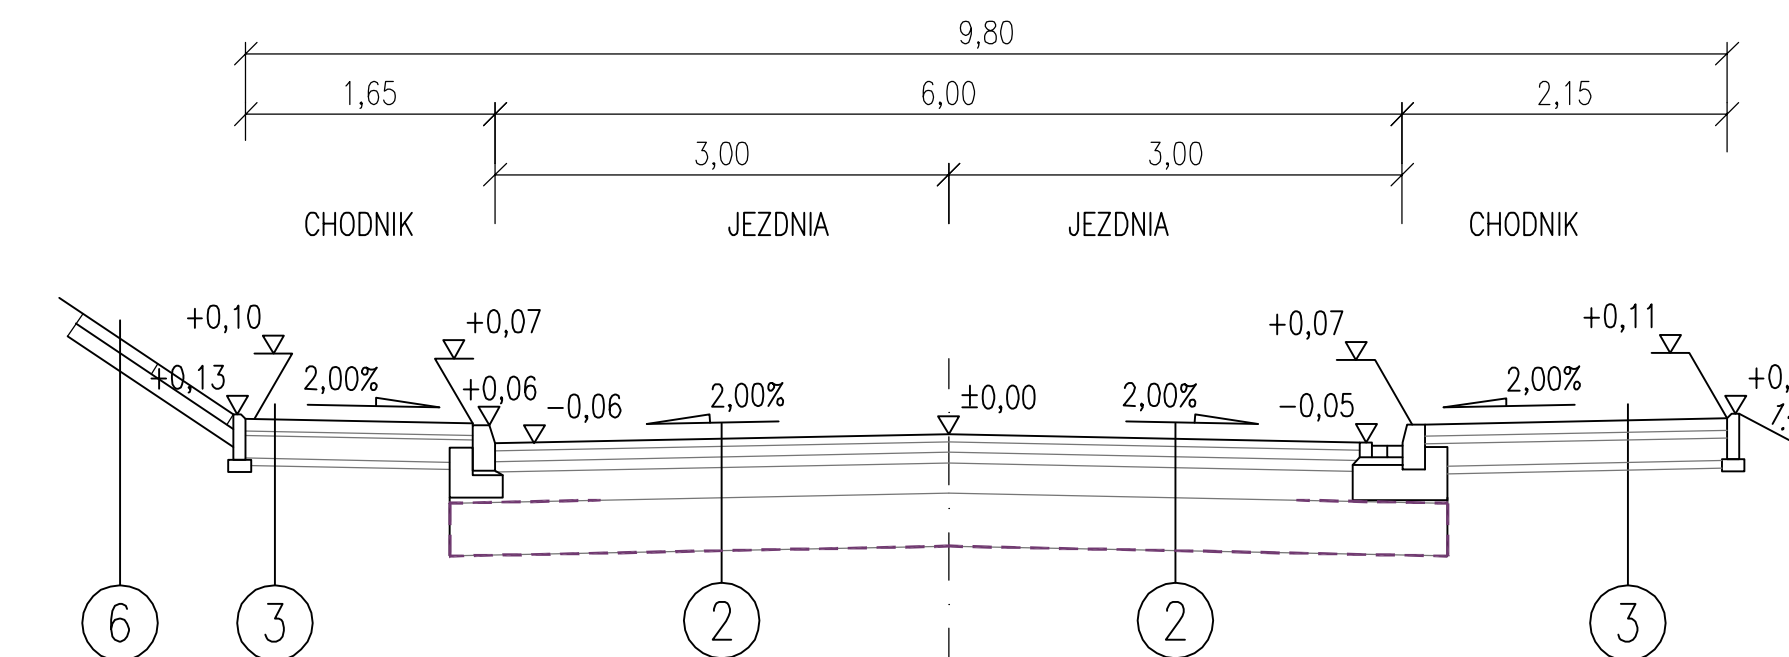 9,80
1,65 6,00 2,15
3,00 3,00
CHODNIK JEZDNIA JEZDNIA CHODNIK
+0,10 +0,07 +0,07 +0,11
+0,13 2,00% +0,06 -0,06 2,00% ±0,00 2,00% -0,05 2,00% +0,
1:
6 3 2 2 3